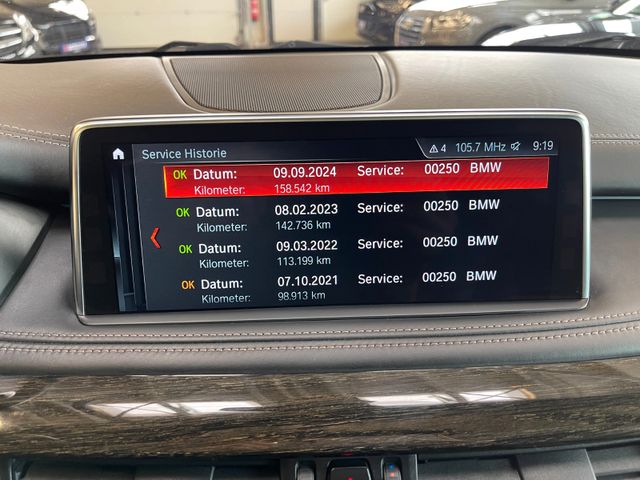 Service Historie 4 105.7 MHz 9:19
OK Datum: 09.09.2024 Service: 00250 BMW
Kilometer: 158.542 km
OK Datum: 08.02.2023 Service: 00250 BMW
Kilometer: 142.736 km
OK Datum: 09.03.2022 Service: 00250 BMW
Kilometer: 113.199 km
OK Datum: 07.10.2021 Service: 00250 BMW
Kilometer: 98.913 km